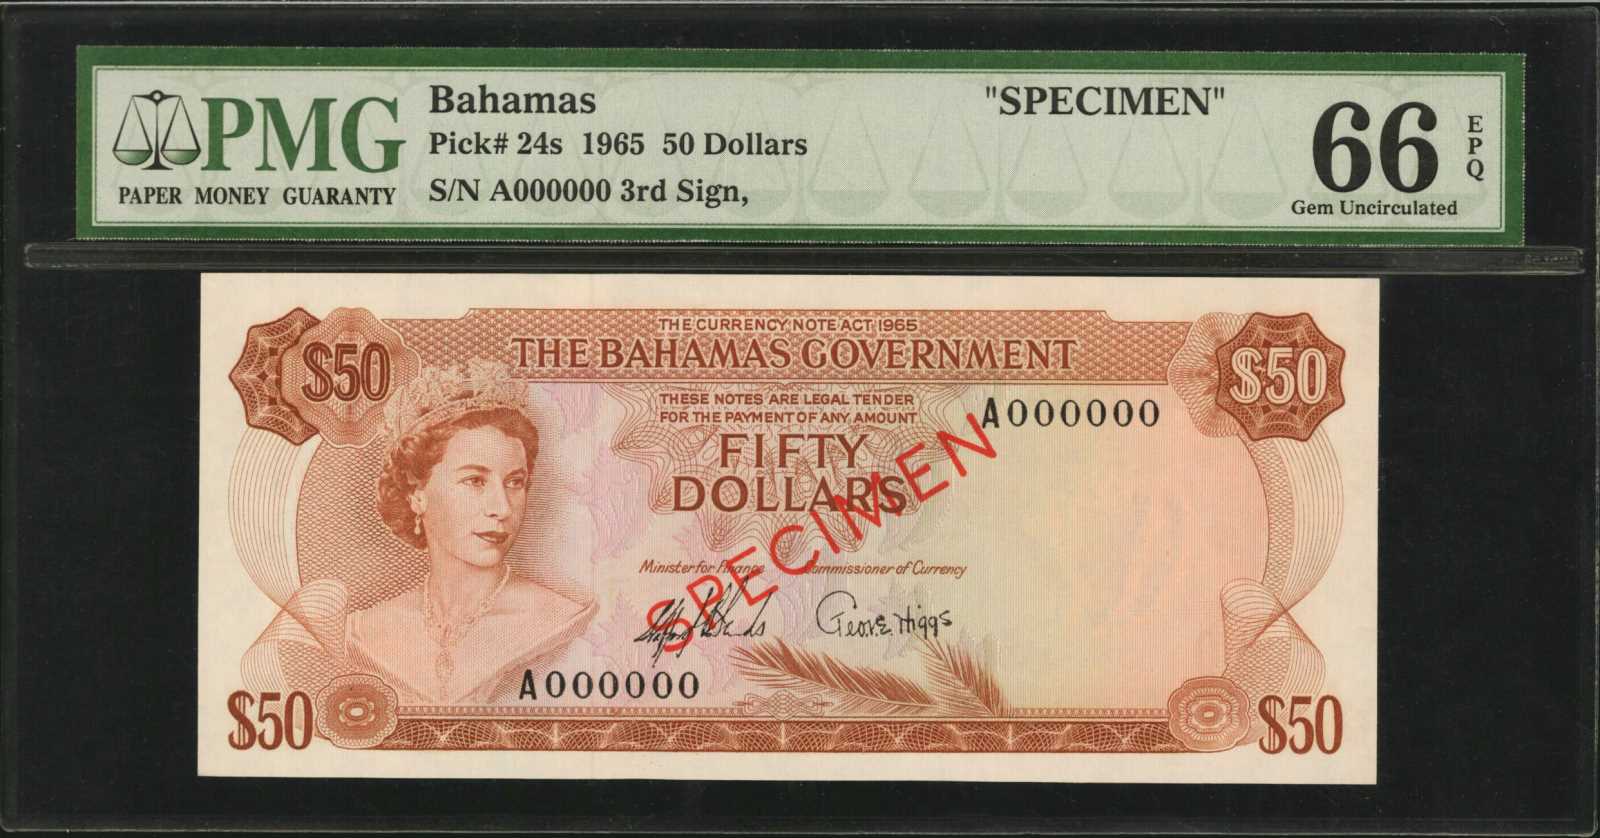 PMG
PAPER MONEY GUARANTY
Bahamas
Pick# 24s 1965 50 Dollars
S/N A000000 3rd Sign,
"SPECIMEN"
66
EPQ
Gem Uncirculated
THE CURRENCY NOTE ACT 1965
THE BAHAMAS GOVERNMENT
$50
$50
THESE NOTES ARE LEGAL TENDER
FOR THE PAYMENT OF ANY AMOUNT
A000000
FIFTY
DOLLARS
SPECIMEN
Minister for Finance Commissioner of Currency
Geo. E. Higgs
A000000
$50
$50